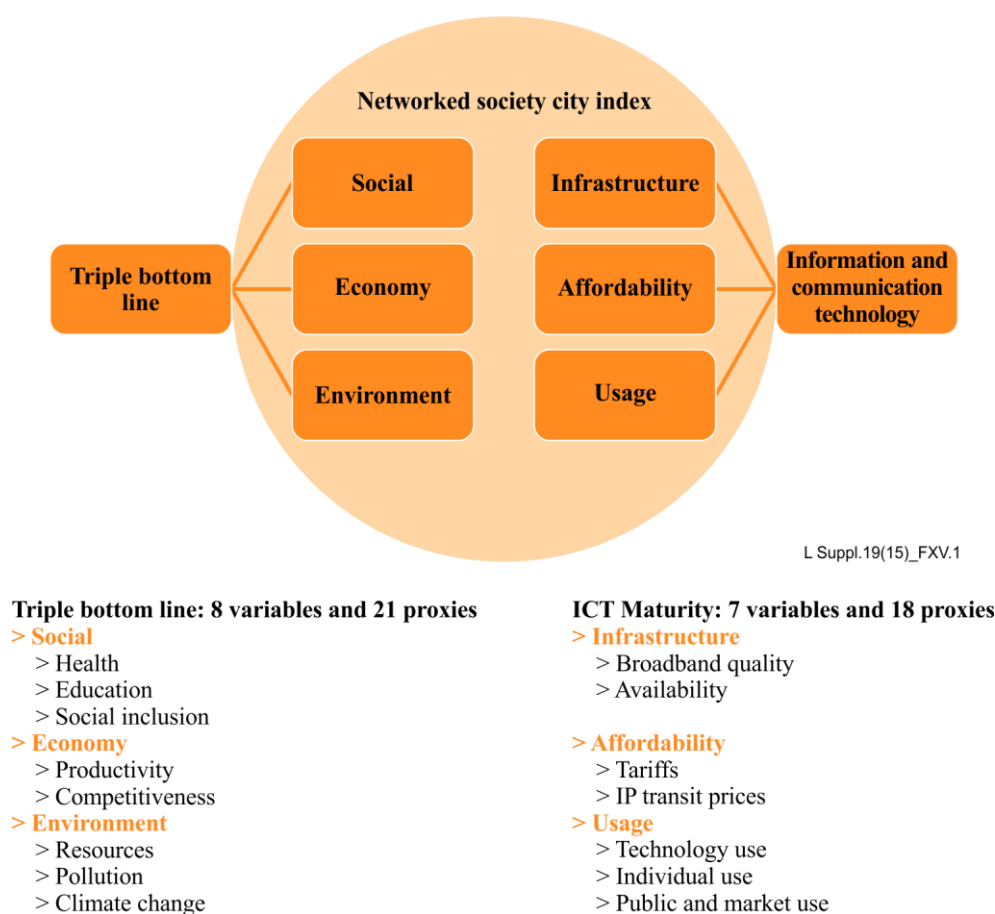 Networked society city index
Social
Infrastructure
Triple bottom
line
Economy
Affordability
Information and
communication
technology
Environment
Usage
L Suppl.19(15)_FXV.1
Triple bottom line: 8 variables and 21 proxies
> Social
> Health
> Education
> Social inclusion
> Economy
> Productivity
> Competitiveness
> Environment
> Resources
> Pollution
> Climate change
ICT Maturity: 7 variables and 18 proxies
> Infrastructure
> Broadband quality
> Availability
> Affordability
> Tariffs
> IP transit prices
> Usage
> Technology use
> Individual use
> Public and market use